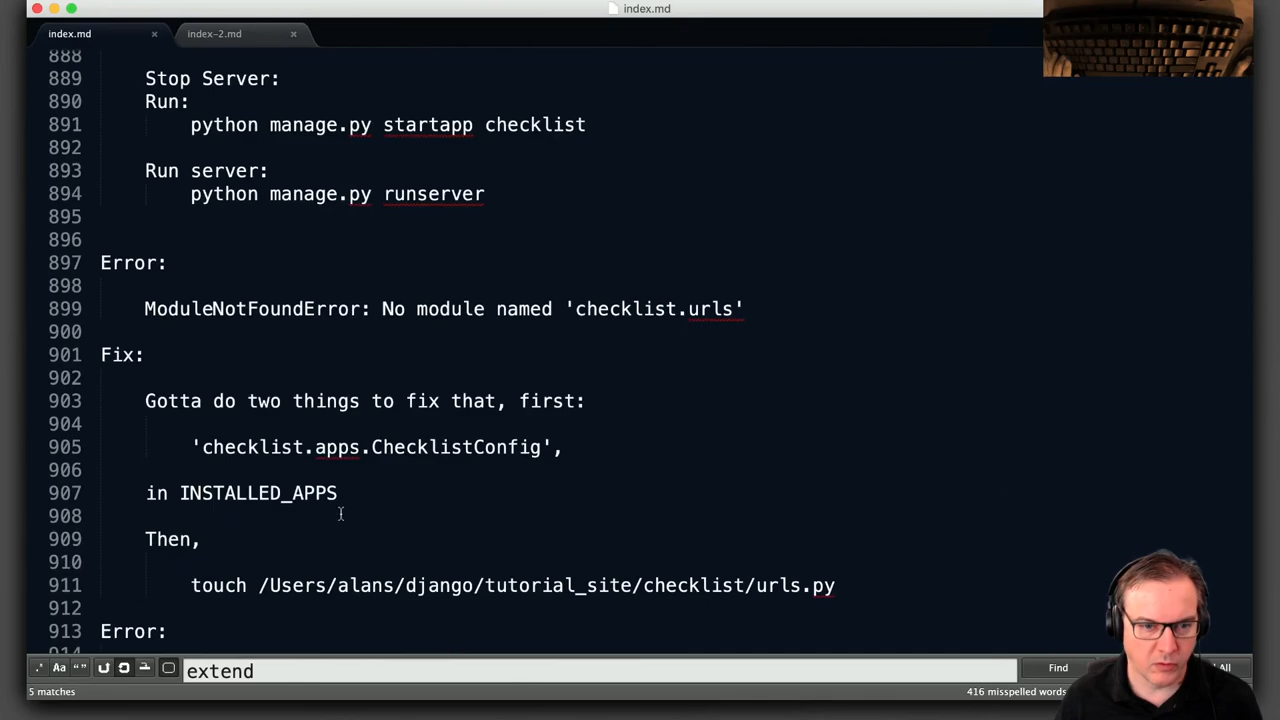 index.md
index.md
index-2.md
888
889 Stop Server:
890 Run:
891 python manage.py startapp checklist
892
893 Run server:
894 python manage.py runserver
895
896
897 Error:
898
899 ModuleNotFoundError: No module named 'checklist.urls'
900
901 Fix:
902
903 Gotta do two things to fix that, first:
904
905 'checklist.apps.ChecklistConfig',
906
907 in INSTALLED_APPS
908
909 Then,
910
911 touch /Users/alans/django/tutorial_site/checklist/urls.py
912
913 Error:
914
.* Aa “ ” extend Find All
5 matches 416 misspelled words